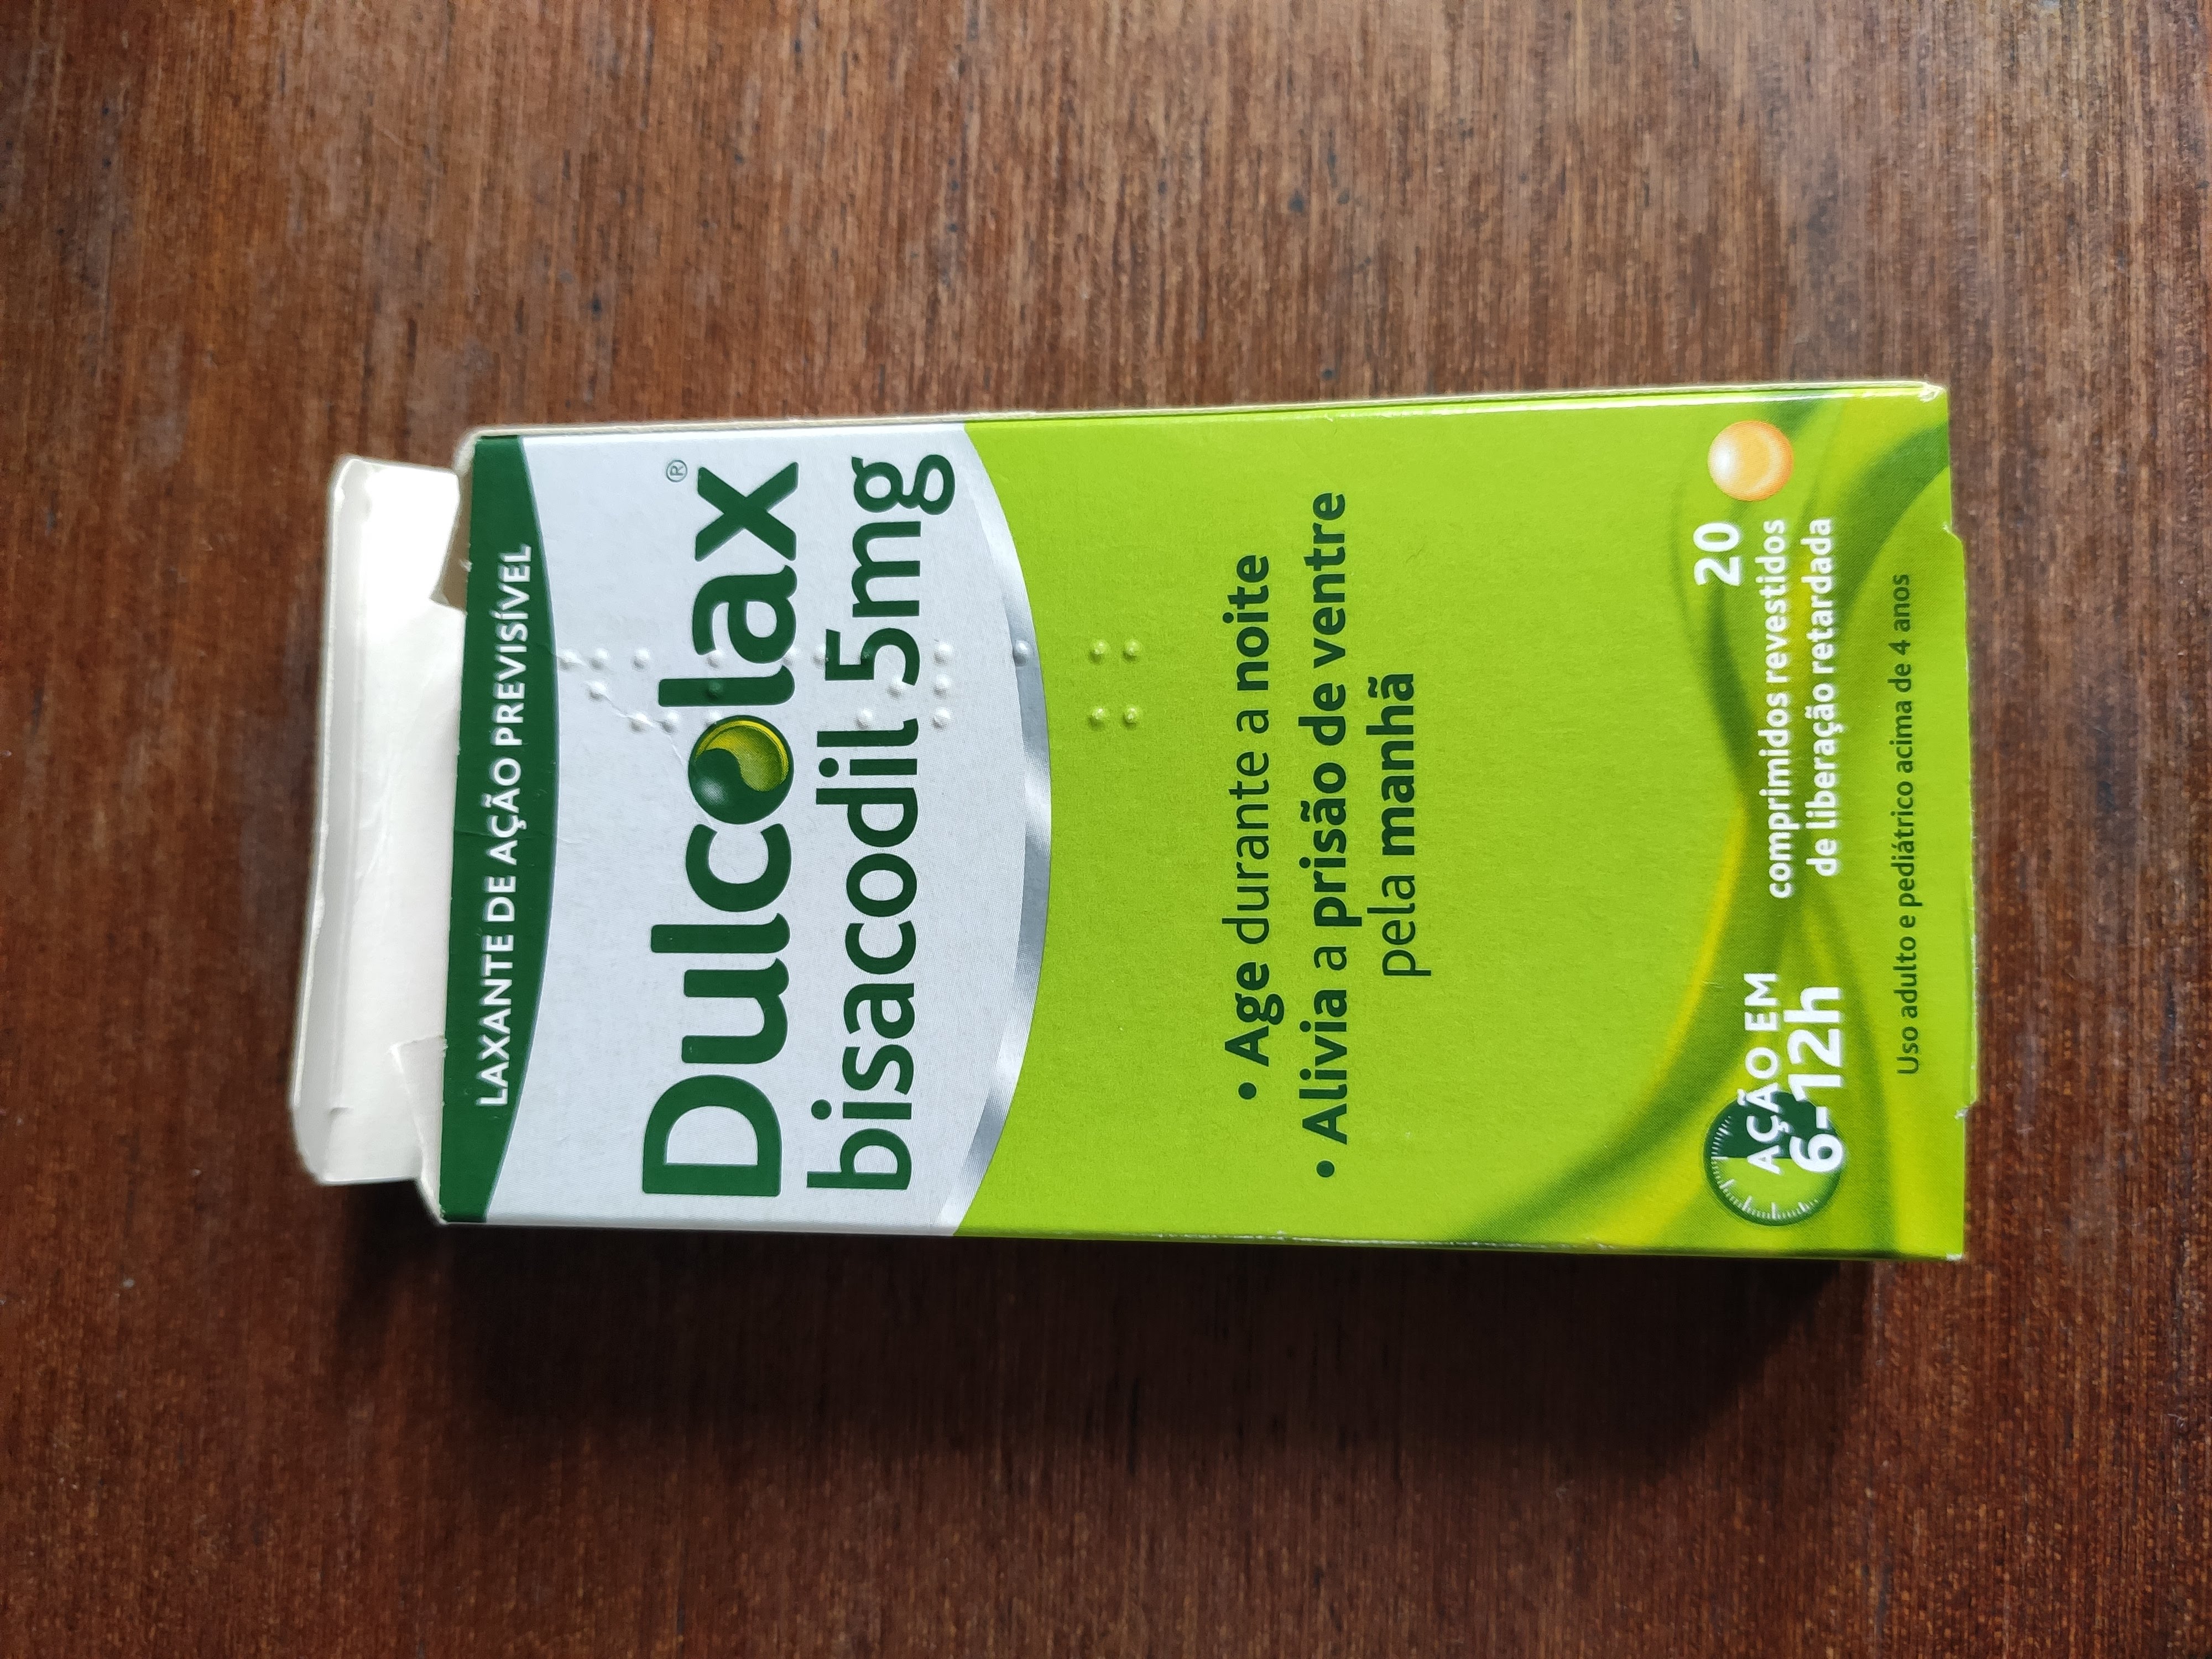 LAXANTE DE AÇÃO PREVISÍVEL
Dulcolax®
bisacodil 5mg
• Age durante a noite
• Alivia a prisão de ventre
pela manhã
AÇÃO EM
6-12h
20
comprimidos revestidos
de liberação retardada
Uso adulto e pediátrico acima de 4 anos